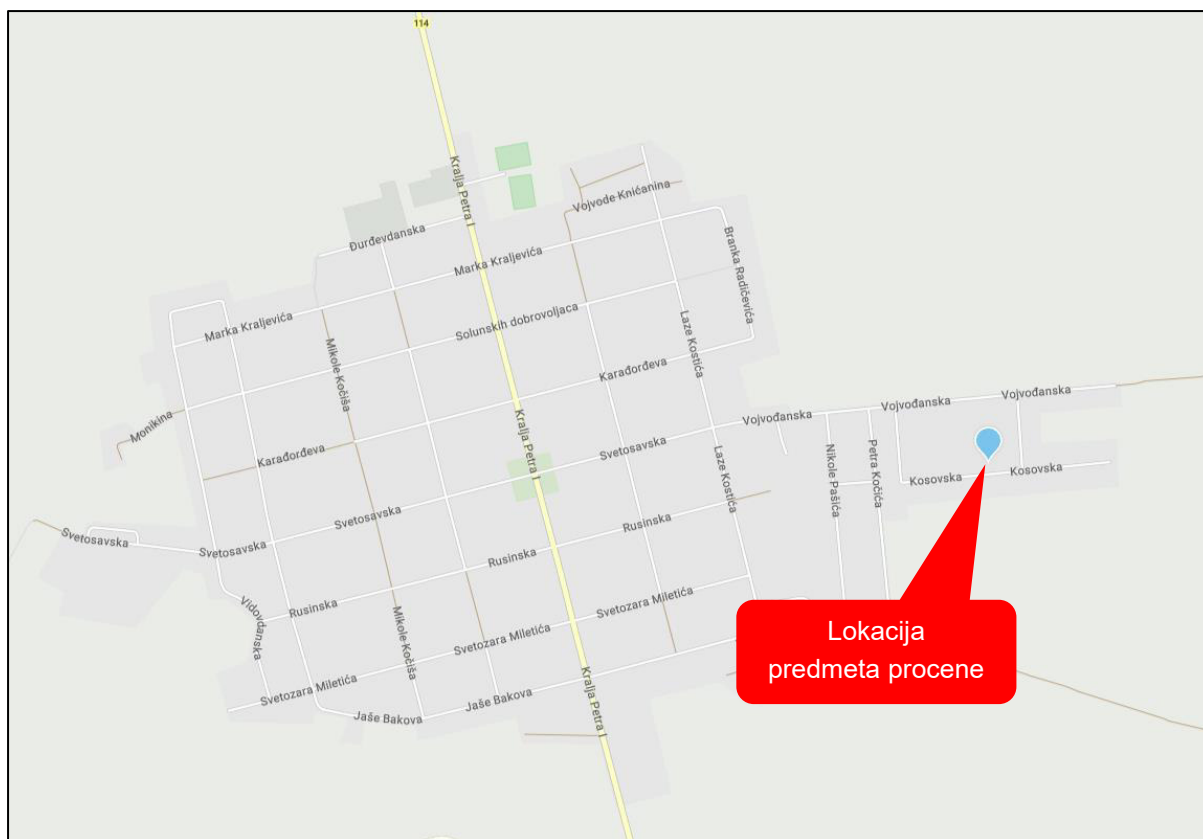 114
Kralja Petra I
Vojvode Knićanina
Đurđevdanska
Marka Kraljevića
Branka Radičevića
Marka Kraljevića
Solunskih dobrovoljaca
Laze Kostića
Mikole Kočiša
Karađorđeva
Vojvođanska
Vojvođanska
Vojvođanska
Monikina
Kralja Petra I
Karađorđeva
Svetosavska
Laze Kostića
Nikole Pašića
Petra Kočića
Kosovska
Kosovska
Svetosavska
Rusinska
Svetosavska
Svetosavska
Rusinska
Vidovdanska
Rusinska
Mikole Kočiša
Svetozara Miletića
Svetozara Miletića
Svetozara Miletića
Kralja Petra I
Jaše Bakova
Jaše Bakova
Lokacija
predmeta procene